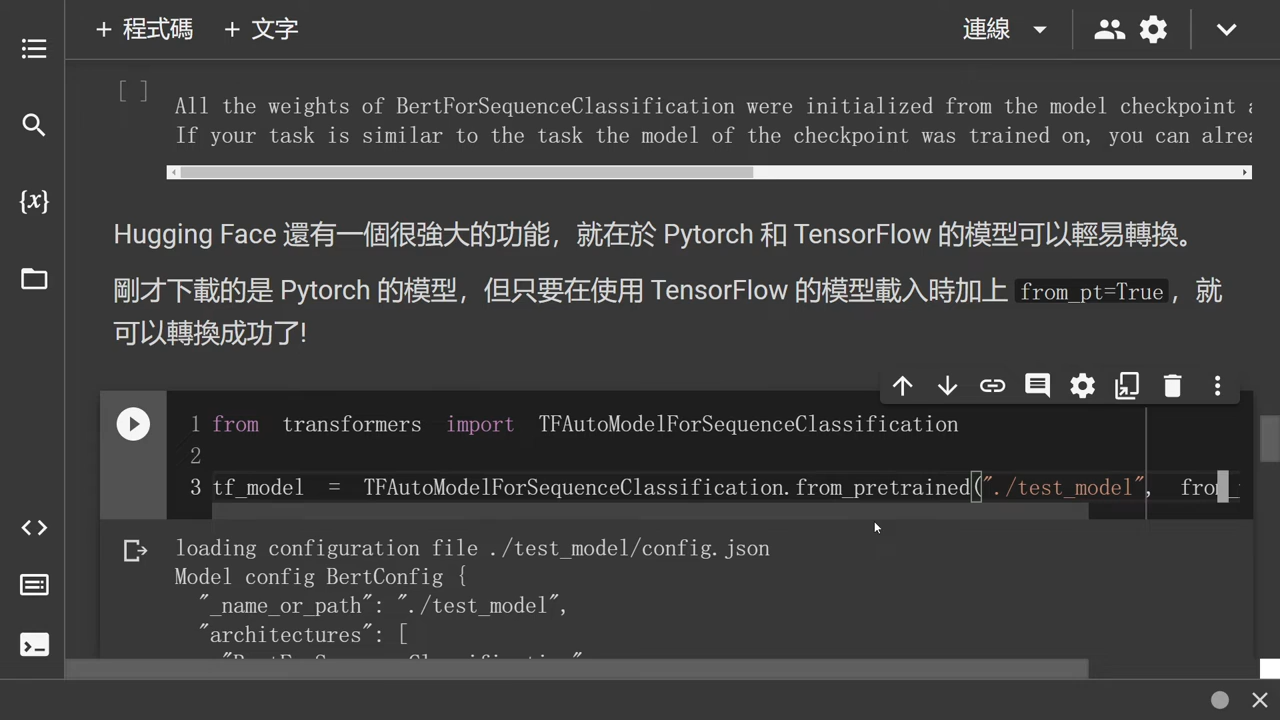 + 程式碼 + 文字 連線
[ ]
All the weights of BertForSequenceClassification were initialized from the model checkpoint a
If your task is similar to the task the model of the checkpoint was trained on, you can alrea
{x}
Hugging Face 還有一個很強大的功能，就在於 Pytorch 和 TensorFlow 的模型可以輕易轉換。
剛才下載的是 Pytorch 的模型，但只要在使用 TensorFlow 的模型載入時加上 from_pt=True，就
可以轉換成功了!
1 from transformers import TFAutoModelForSequenceClassification
2
3 tf_model = TFAutoModelForSequenceClassification.from_pretrained("./test_model", from_
loading configuration file ./test_model/config.json
Model config BertConfig {
"_name_or_path": "./test_model",
"architectures": [